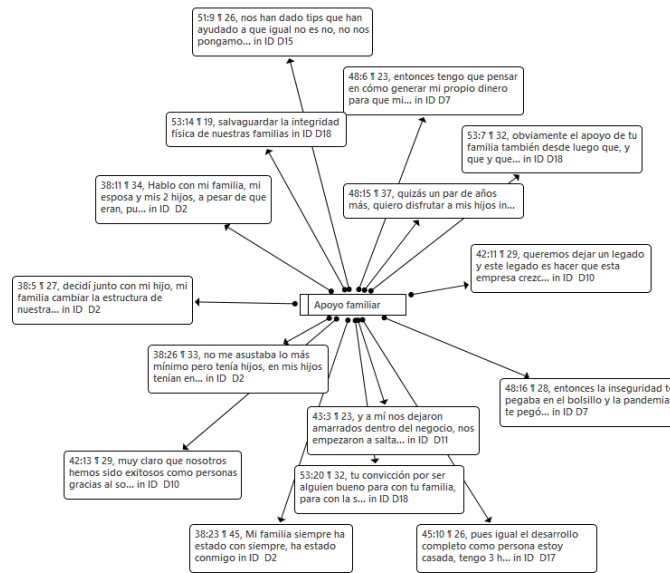 51:9 ¶ 26, nos han dado tips que han
ayudado a que igual no es no, no nos
pongamo... in ID D15
48:6 ¶ 23, entonces tengo que pensar
en cómo generar mi propio dinero
para que mi... in ID D7
53:14 ¶ 19, salvaguardar la integridad
física de nuestras familias in ID D18
53:7 ¶ 32, obviamente el apoyo de tu
familia también desde luego que, y
que y que... in ID D18
38:11 ¶ 34, Hablo con mi familia, mi
esposa y mis 2 hijos, a pesar de que
eran, pu... in ID D2
48:15 ¶ 37, quizás un par de años
más, quiero disfrutar a mis hijos in...
42:11 ¶ 29, queremos dejar un legado
y este legado es hacer que esta
empresa crezc... in ID D10
38:5 ¶ 27, decidí junto con mi hijo, mi
familia cambiar la estructura de
nuestra... in ID D2
Apoyo familiar
38:26 ¶ 33, no me asustaba lo más
mínimo pero tenía hijos, en mis hijos
tenían en... in ID D2
48:16 ¶ 28, entonces la inseguridad te
pegaba en el bolsillo y la pandemia
te pegó... in ID D7
43:3 ¶ 23, y a mí nos dejaron
amarrados dentro del negocio, nos
empezaron a salta... in ID D11
42:13 ¶ 29, muy claro que nosotros
hemos sido exitosos como personas
gracias al so... in ID D10
53:20 ¶ 32, tu convicción por ser
alguien bueno para con tu familia,
para con la s... in ID D18
38:23 ¶ 45, Mi familia siempre ha
estado con siempre, ha estado
conmigo in ID D2
45:10 ¶ 26, pues igual el desarrollo
completo como persona estoy
casada, tengo 3 h... in ID D17